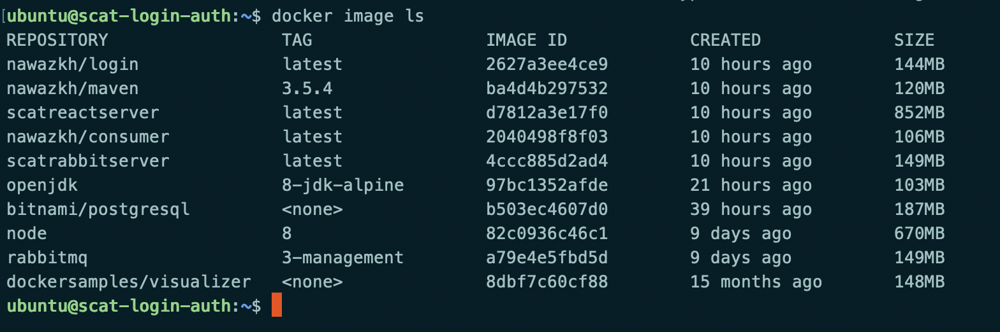 [ubuntu@scat-login-auth:~$ docker image ls
REPOSITORY TAG IMAGE ID CREATED SIZE
nawazkh/login latest 2627a3ee4ce9 10 hours ago 144MB
nawazkh/maven 3.5.4 ba4d4b297532 10 hours ago 120MB
scatreactserver latest d7812a3e17f0 10 hours ago 852MB
nawazkh/consumer latest 2040498f8f03 10 hours ago 106MB
scatrabbitserver latest 4ccc885d2ad4 10 hours ago 149MB
openjdk 8-jdk-alpine 97bc1352afde 21 hours ago 103MB
bitnami/postgresql <none> b503ec4607d0 39 hours ago 187MB
node 8 82c0936c46c1 9 days ago 670MB
rabbitmq 3-management a79e4e5fbd5d 9 days ago 149MB
dockersamples/visualizer <none> 8dbf7c60cf88 15 months ago 148MB
ubuntu@scat-login-auth:~$